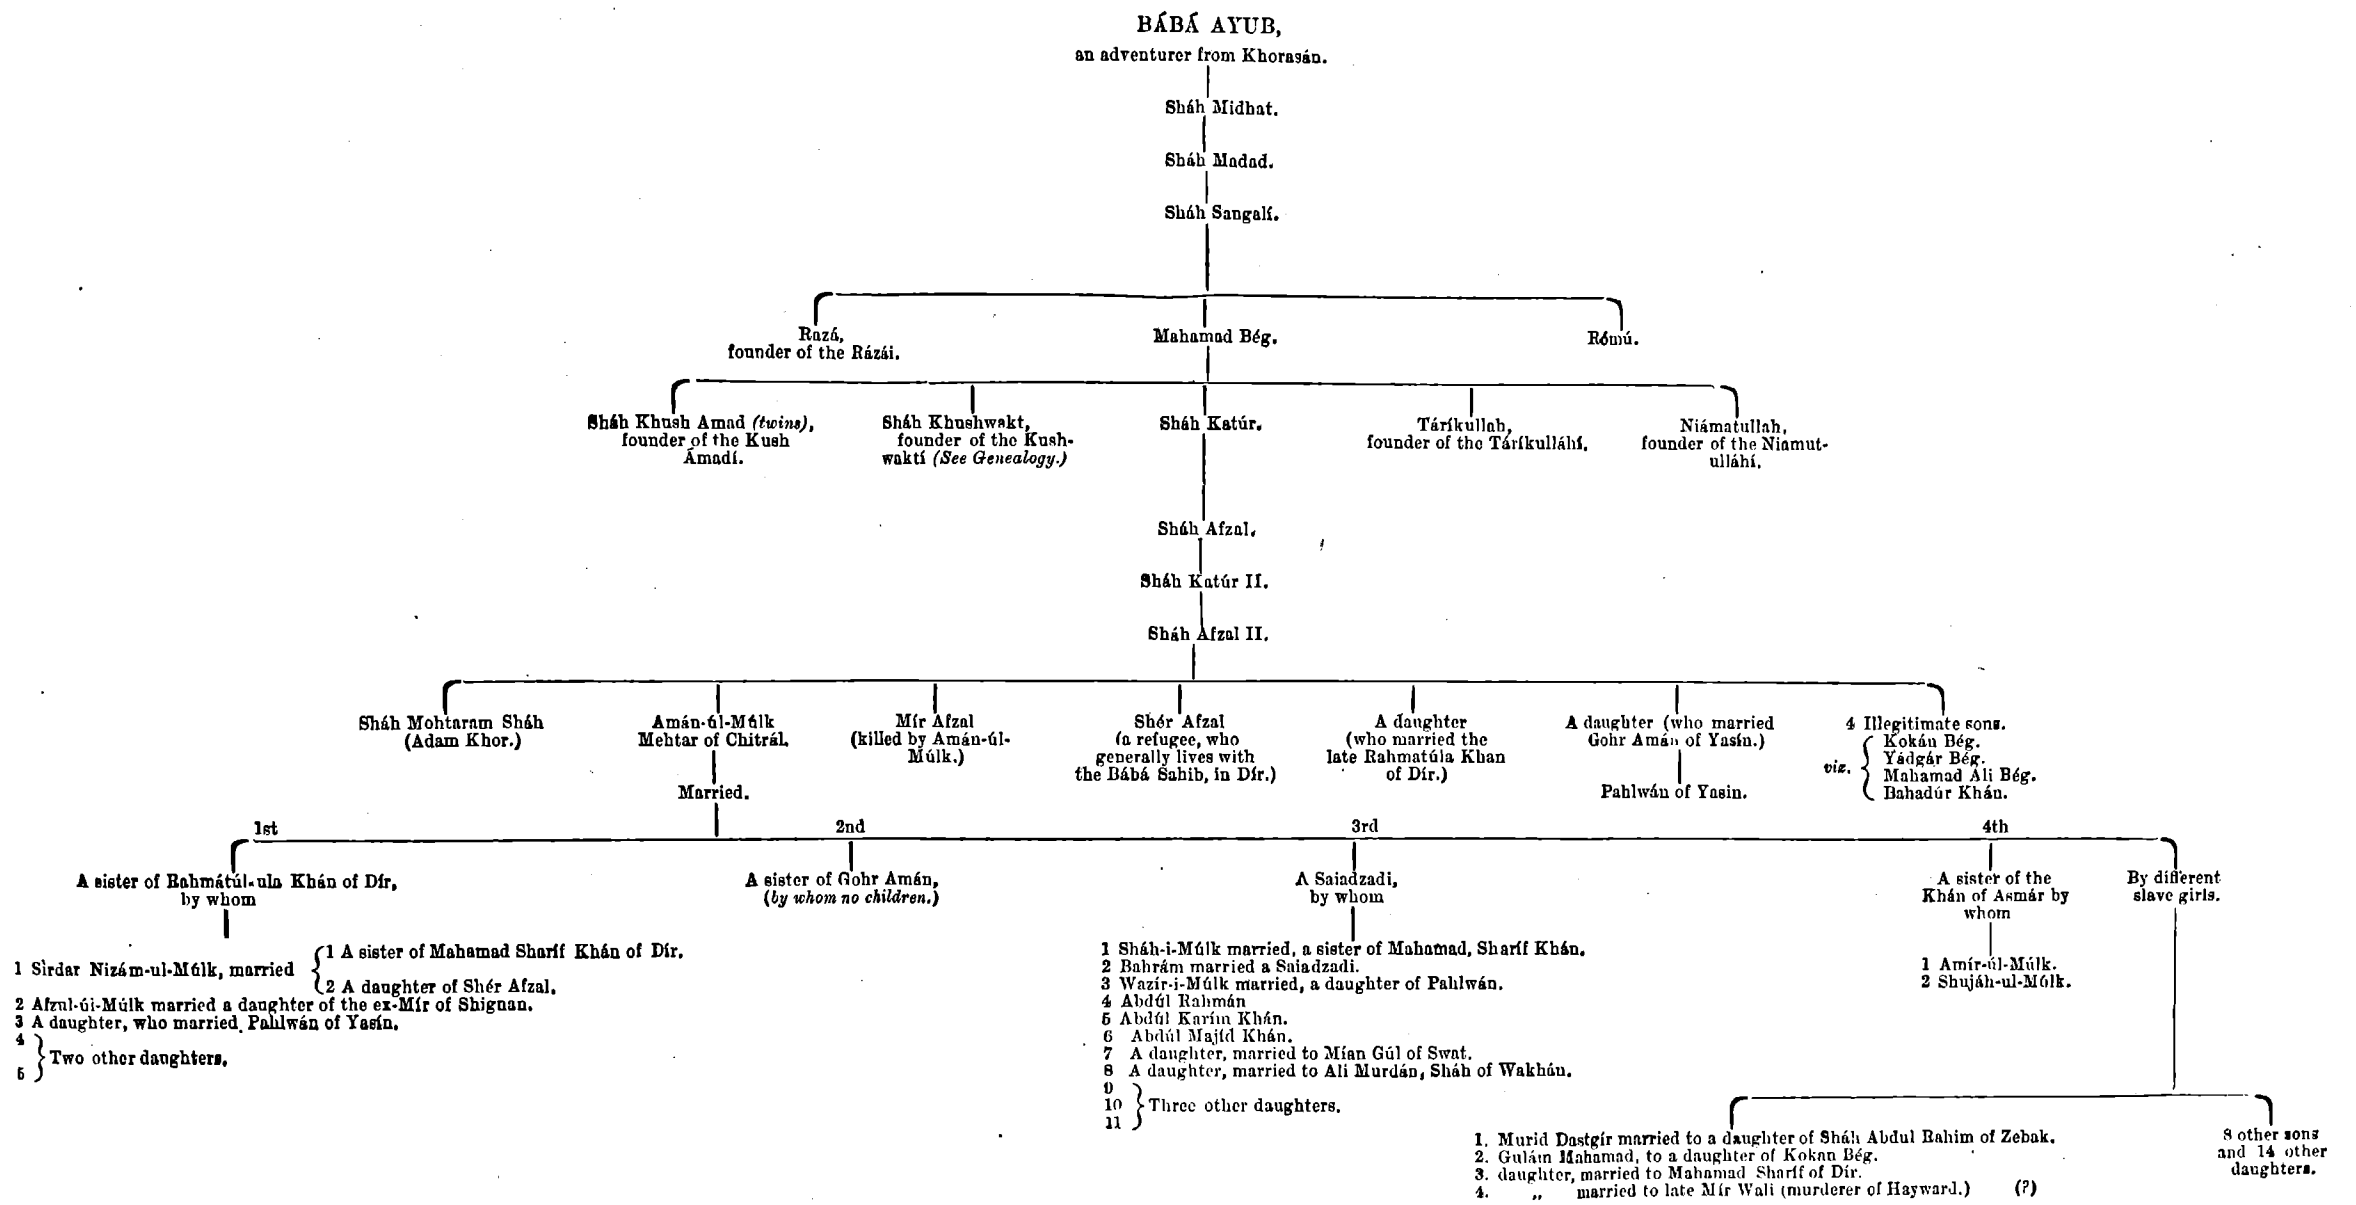 BÁBÁ AYUB,
an adventurer from Khorasán.
Sháh Midhat.
Sháh Madad.
Sháh Sangalí.
Razá,
founder of the Rázái.
Mahamad Bég.
Rómú.
Sháh Khush Amad (twins),
founder of the Kush
Ámadí.
Sháh Khushwakt,
founder of the Kush-
waktí (See Genealogy.)
Sháh Katúr.
Táríkullah,
founder of the Táríkulláhí.
Niámatullah,
founder of the Niamut-
ulláhí.
Sháh Afzal.
Sháh Katúr II.
Sháh Afzal II.
Sháh Mohtaram Sháh
(Adam Khor.)
Amán-úl-Múlk
Mehtar of Chitrál.
Married.
Mír Afzal
(killed by Amán-úl-
Múlk.)
Shér Afzal
(a refugee, who
generally lives with
the Bábá Sahib, in Dír.)
A daughter
(who married the
late Rahmatúla Khan
of Dír.)
A daughter (who married
Gohr Amán of Yasín.)
Pahlwán of Yasin.
4 Illegitimate sons.
viz.
Kokán Bég.
Yádgár Bég.
Mahamad Ali Bég.
Bahadúr Khán.
1st
2nd
3rd
4th
A sister of Rahmátúl-ula Khán of Dír,
by whom
1 Sirdar Nizám-ul-Múlk, married
1 A sister of Mahamad Sharíf Khán of Dír.
2 A daughter of Shér Afzal.
2 Afzul-úi-Múlk married a daughter of the ex-Mír of Shignan.
3 A daughter, who married Pahlwán of Yasín.
4
5
Two other daughters.
A sister of Gohr Amán,
(by whom no children.)
A Saiadzadi,
by whom
1 Sháh-i-Múlk married, a sister of Mahamad, Sharíf Khán.
2 Bahrám married a Saiadzadi.
3 Wazír-i-Múlk married, a daughter of Pahlwán.
4 Abdúl Rahmán
5 Abdúl Karím Khán.
6 Abdúl Majíd Khán.
7 A daughter, married to Mían Gúl of Swat.
8 A daughter, married to Ali Murdán, Sháh of Wakhán.
9
10
11
Three other daughters.
A sister of the
Khán of Asmár by
whom
1 Amír-úl-Múlk.
2 Shujáh-ul-Múlk.
By different
slave girls.
1. Murid Dastgír married to a daughter of Sháh Abdul Rahim of Zebak.
2. Gulám Mahamad, to a daughter of Kokan Bég.
3. daughter, married to Mahamad Sharíf of Dír.
4. „ married to late Mír Wali (murderer of Hayward.) (?)
8 other sons
and 14 other
daughters.